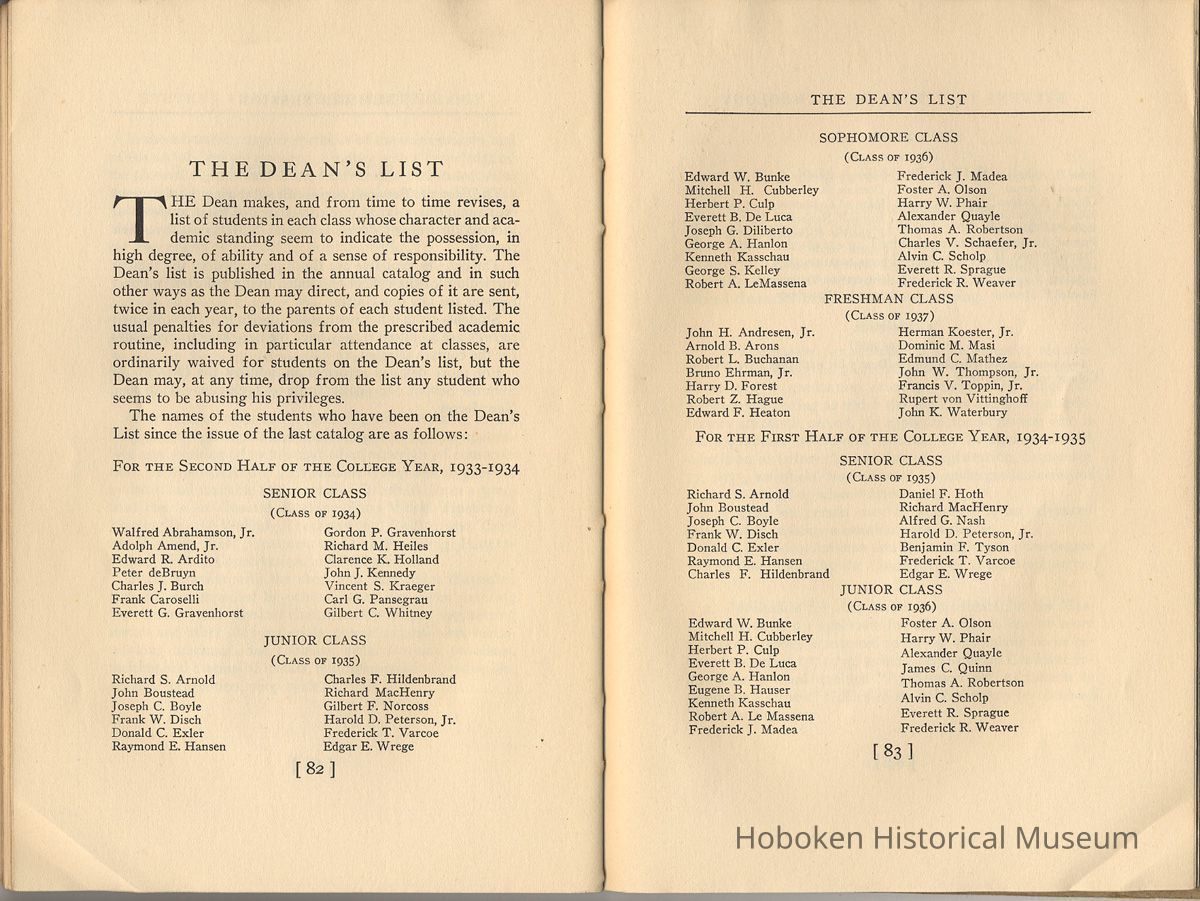 THE DEAN'S LIST
THE Dean makes, and from time to time revises, a
list of students in each class whose character and aca-
demic standing seem to indicate the possession, in
high degree, of ability and of a sense of responsibility. The
Dean's list is published in the annual catalog and in such
other ways as the Dean may direct, and copies of it are sent,
twice in each year, to the parents of each student listed. The
usual penalties for deviations from the prescribed academic
routine, including in particular attendance at classes, are
ordinarily waived for students on the Dean's list, but the
Dean may, at any time, drop from the list any student who
seems to be abusing his privileges.
The names of the students who have been on the Dean's
List since the issue of the last catalog are as follows:
For the Second Half of the College Year, 1933-1934
SENIOR CLASS
(Class of 1934)
Walfred Abrahamson, Jr.
Adolph Amend, Jr.
Edward R. Ardito
Peter deBruyn
Charles J. Burch
Frank Caroselli
Everett G. Gravenhorst
Gordon P. Gravenhorst
Richard M. Heiles
Clarence K. Holland
John J. Kennedy
Vincent S. Kraeger
Carl G. Pansegrau
Gilbert C. Whitney
JUNIOR CLASS
(Class of 1935)
Richard S. Arnold
John Boustead
Joseph C. Boyle
Frank W. Disch
Donald C. Exler
Raymond E. Hansen
Charles F. Hildenbrand
Richard MacHenry
Gilbert F. Norcoss
Harold D. Peterson, Jr.
Frederick T. Varcoe
Edgar E. Wrege
[ 82 ]
THE DEAN'S LIST
SOPHOMORE CLASS
(Class of 1936)
Edward W. Bunke
Mitchell H. Cubberley
Herbert P. Culp
Everett B. De Luca
Joseph G. Diliberto
George A. Hanlon
Kenneth Kasschau
George S. Kelley
Robert A. LeMassena
Frederick J. Madea
Foster A. Olson
Harry W. Phair
Alexander Quayle
Thomas A. Robertson
Charles V. Schaefer, Jr.
Alvin C. Scholp
Everett R. Sprague
Frederick R. Weaver
FRESHMAN CLASS
(Class of 1937)
John H. Andresen, Jr.
Arnold B. Arons
Robert L. Buchanan
Bruno Ehrman, Jr.
Harry D. Forest
Robert Z. Hague
Edward F. Heaton
Herman Koester, Jr.
Dominic M. Masi
Edmund C. Mathez
John W. Thompson, Jr.
Francis V. Toppin, Jr.
Rupert von Vittinghoff
John K. Waterbury
For the First Half of the College Year, 1934-1935
SENIOR CLASS
(Class of 1935)
Richard S. Arnold
John Boustead
Joseph C. Boyle
Frank W. Disch
Donald C. Exler
Raymond E. Hansen
Charles F. Hildenbrand
Daniel F. Hoth
Richard MacHenry
Alfred G. Nash
Harold D. Peterson, Jr.
Benjamin F. Tyson
Frederick T. Varcoe
Edgar E. Wrege
JUNIOR CLASS
(Class of 1936)
Edward W. Bunke
Mitchell H. Cubberley
Herbert P. Culp
Everett B. De Luca
George A. Hanlon
Eugene B. Hauser
Kenneth Kasschau
Robert A. Le Massena
Frederick J. Madea
Foster A. Olson
Harry W. Phair
Alexander Quayle
James C. Quinn
Thomas A. Robertson
Alvin C. Scholp
Everett R. Sprague
Frederick R. Weaver
[ 83 ]
Hoboken Historical Museum